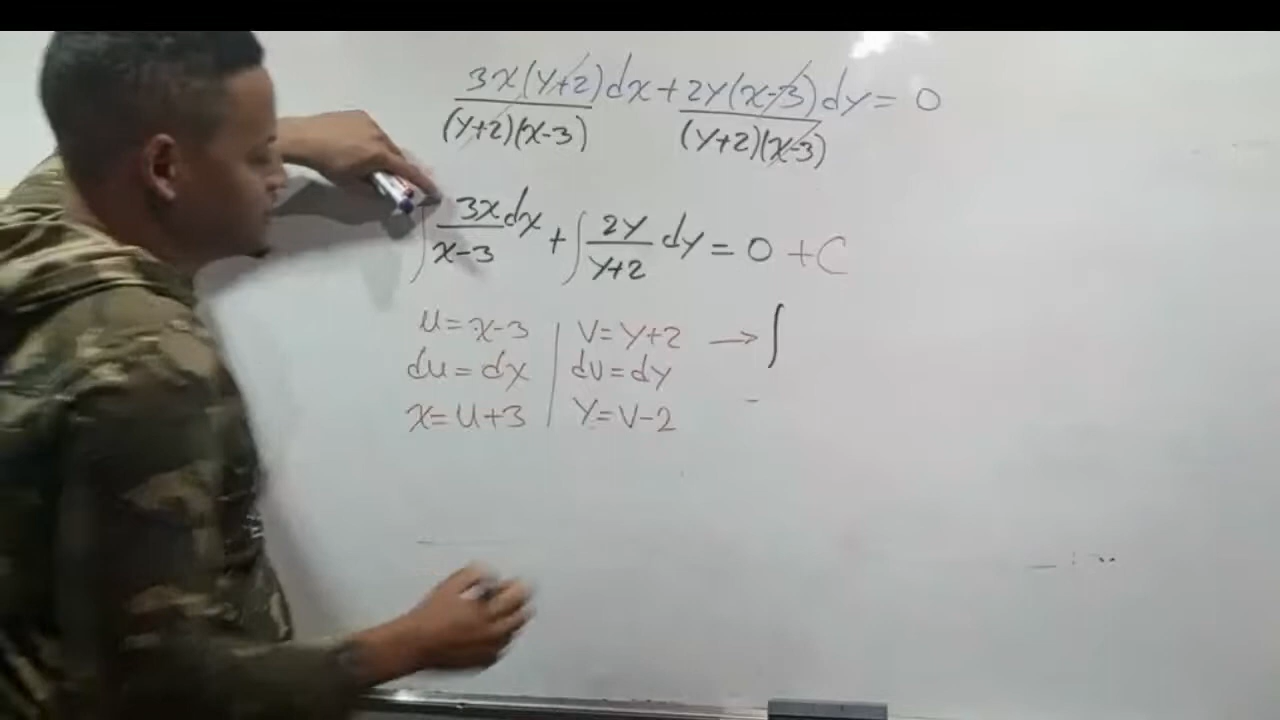 3x(y+2)dx + 2y(x-3)dy = 0
(y+2)(x-3) (y+2)(x-3)
∫ 3x dx + ∫ 2y dy = 0 + C
x-3 y+2
u = x-3 | v = y+2 → ∫
du = dx | dv = dy
x = u+3 | y = v-2